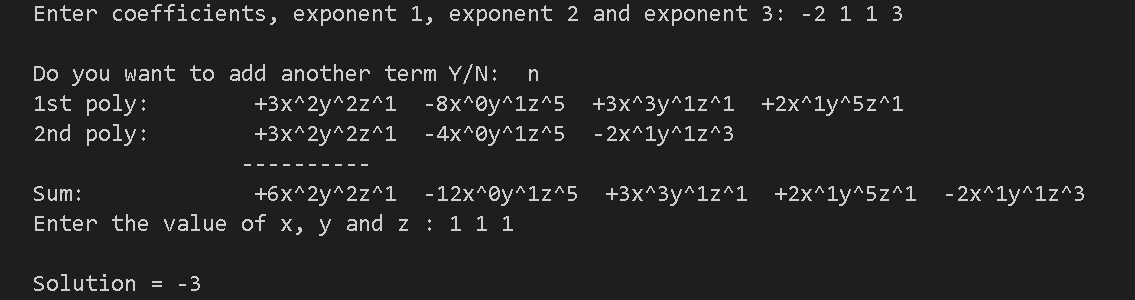 Enter coefficients, exponent 1, exponent 2 and exponent 3: -2 1 1 3
Do you want to add another term Y/N:  n
1st poly:        +3x^2y^2z^1  -8x^0y^1z^5  +3x^3y^1z^1  +2x^1y^5z^1
2nd poly:        +3x^2y^2z^1  -4x^0y^1z^5  -2x^1y^1z^3
----------
Sum:             +6x^2y^2z^1  -12x^0y^1z^5  +3x^3y^1z^1  +2x^1y^5z^1  -2x^1y^1z^3
Enter the value of x, y and z : 1 1 1
Solution = -3